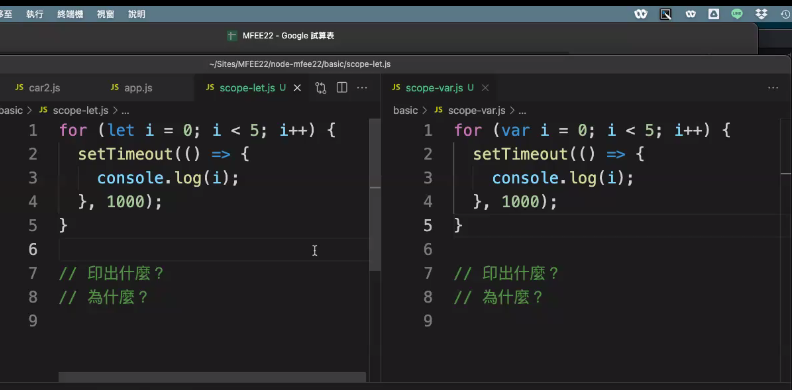 移至 執行 終端機 視窗 說明
MFEE22 - Google 試算表
~/Sites/MFEE22/node-mfee22/basic/scope-let.js
JS car2.js JS app.js JS scope-let.js U
basic > JS scope-let.js > ...
1 for (let i = 0; i < 5; i++) {
2 setTimeout(() => {
3 console.log(i);
4 }, 1000);
5 }
6
7 // 印出什麼？
8 // 為什麼？
9
JS scope-var.js U
basic > JS scope-var.js > ...
1 for (var i = 0; i < 5; i++) {
2 setTimeout(() => {
3 console.log(i);
4 }, 1000);
5 }
6
7 // 印出什麼？
8 // 為什麼？
9